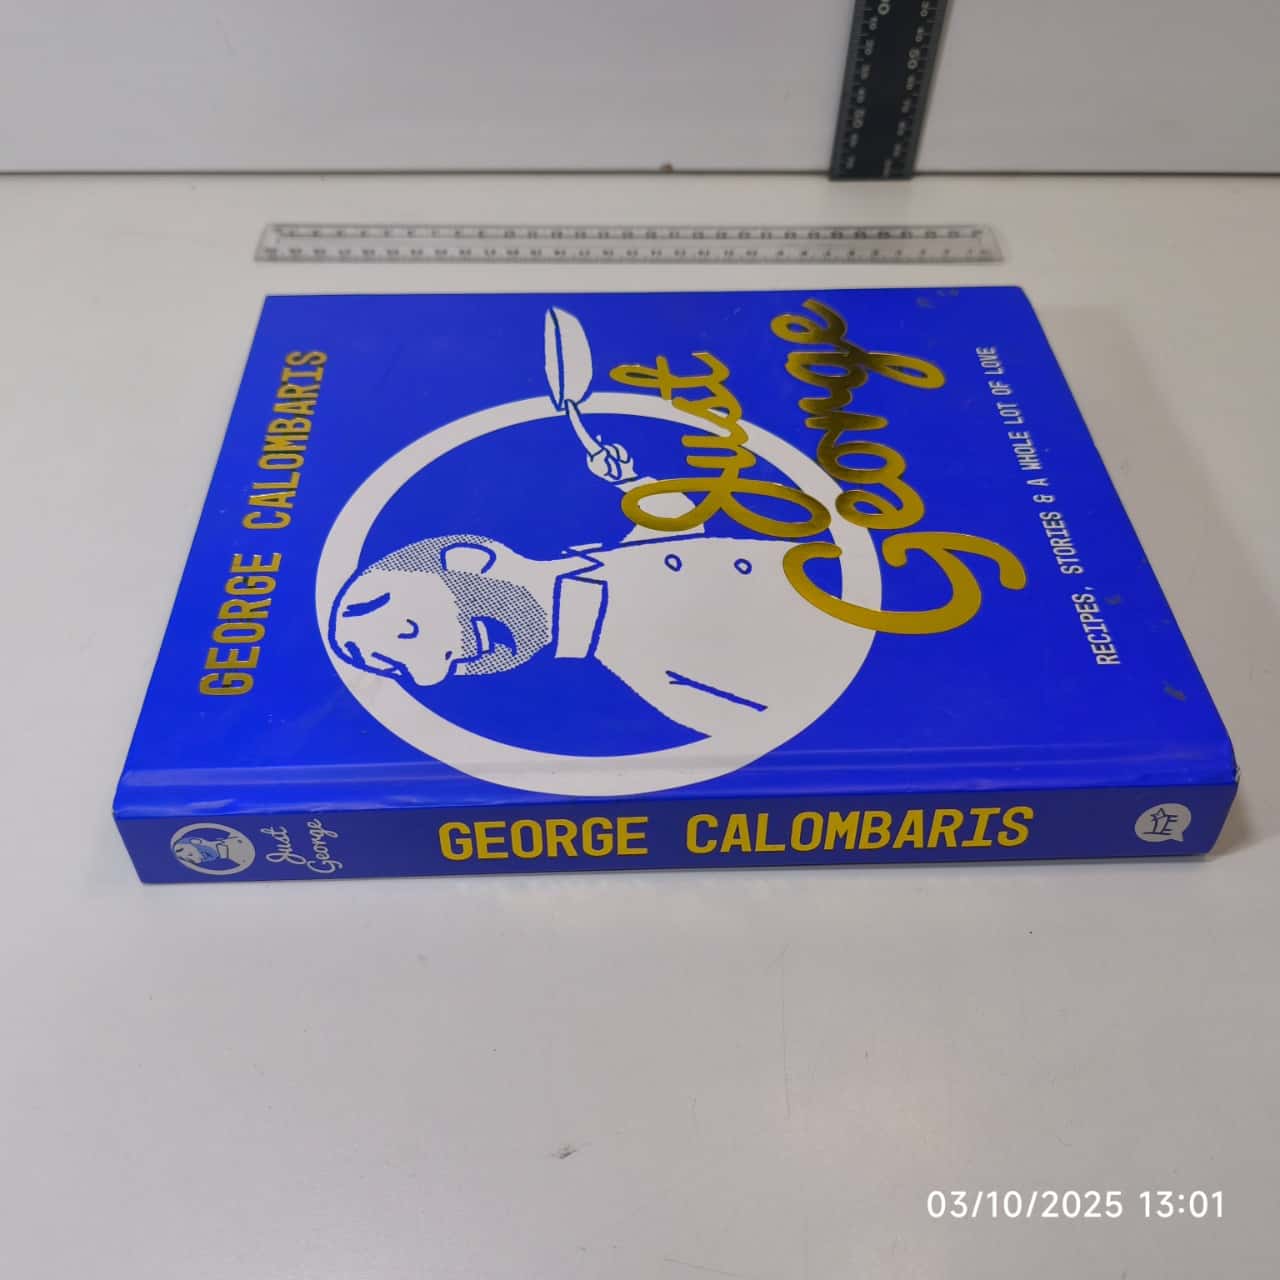 GEORGE CALOMBARIS
Just
George
RECIPES, STORIES & A WHOLE LOT OF LOVE
Just
George
GEORGE CALOMBARIS
03/10/2025 13:01